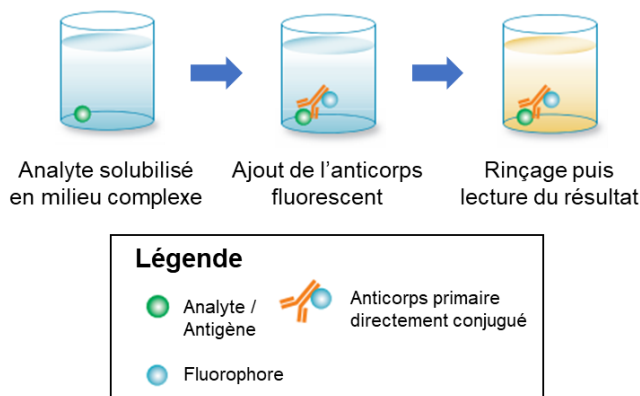 Analyte solubilisé
en milieu complexe
Ajout de l’anticorps
fluorescent
Rinçage puis
lecture du résultat
Légende
Analyte /
Antigène
Anticorps primaire
directement conjugué
Fluorophore